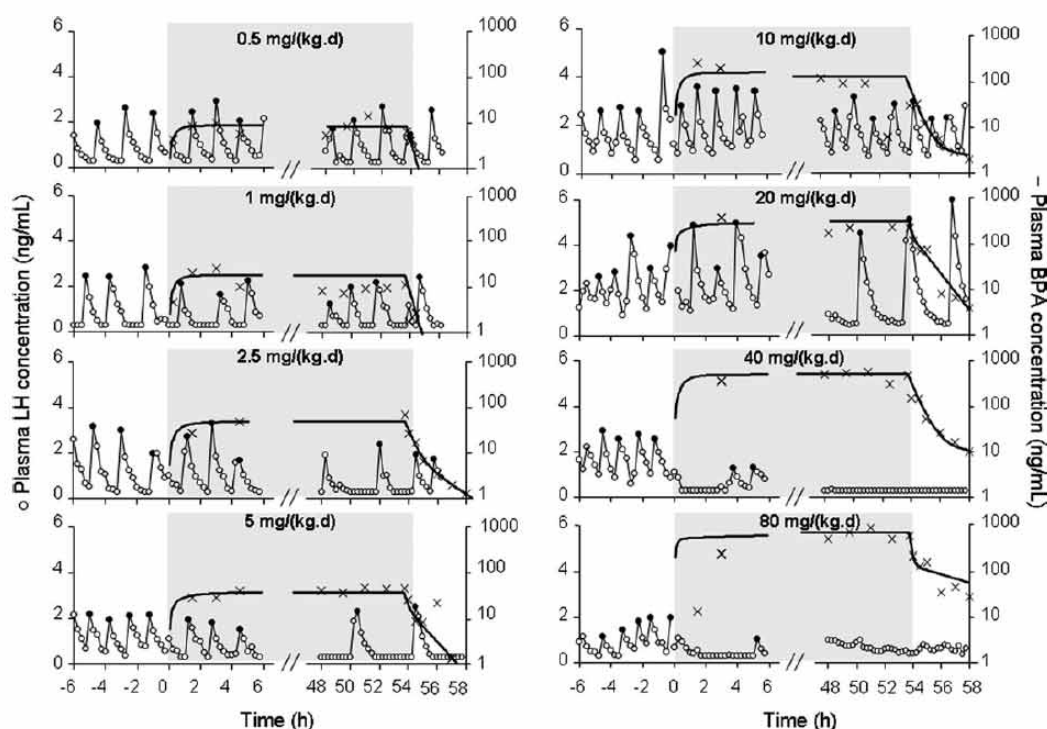 0.5 mg/(kg.d)
6 4 2 0
1000 100 10 1
1 mg/(kg.d)
6 4 2 0
1000 100 10 1
2.5 mg/(kg.d)
6 4 2 0
1000 100 10 1
5 mg/(kg.d)
6 4 2 0
1000 100 10 1
-6 -4 -2 0 2 4 6 // 48 50 52 54 56 58
Time (h)
○ Plasma LH concentration (ng/mL)
10 mg/(kg.d)
6 4 2 0
1000 100 10 1
20 mg/(kg.d)
6 4 2 0
1000 100 10 1
40 mg/(kg.d)
6 4 2 0
1000 100 10 1
80 mg/(kg.d)
6 4 2 0
1000 100 10 1
-6 -4 -2 0 2 4 6 // 48 50 52 54 56 58
Time (h)
– Plasma BPA concentration (ng/mL)